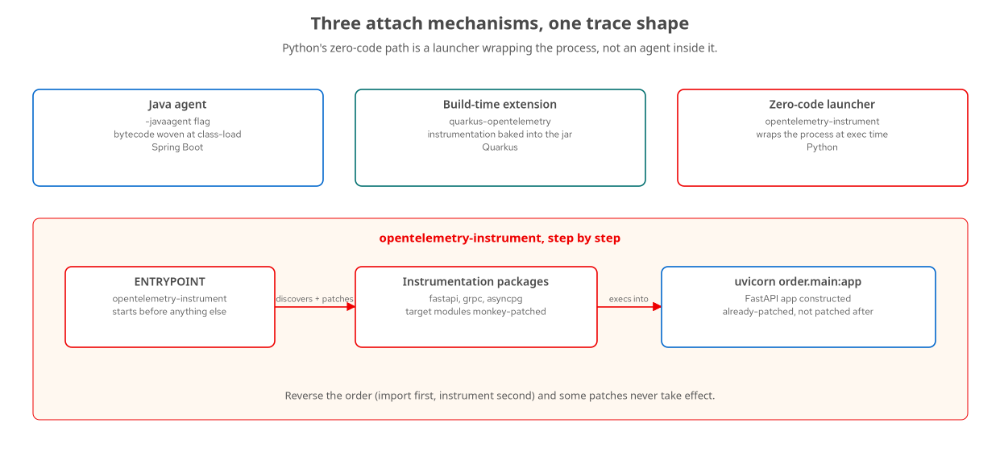 Three attach mechanisms, one trace shape
Python's zero-code path is a launcher wrapping the process, not an agent inside it.
Java agent
-javaagent flag
bytecode woven at class-load
Spring Boot
Build-time extension
quarkus-opentelemetry
instrumentation baked into the jar
Quarkus
Zero-code launcher
opentelemetry-instrument
wraps the process at exec time
Python
opentelemetry-instrument, step by step
ENTRYPOINT
opentelemetry-instrument
starts before anything else
discovers + patches
Instrumentation packages
fastapi, grpc, asyncpg
target modules monkey-patched
execs into
uvicorn order.main:app
FastAPI app constructed
already-patched, not patched after
Reverse the order (import first, instrument second) and some patches never take effect.